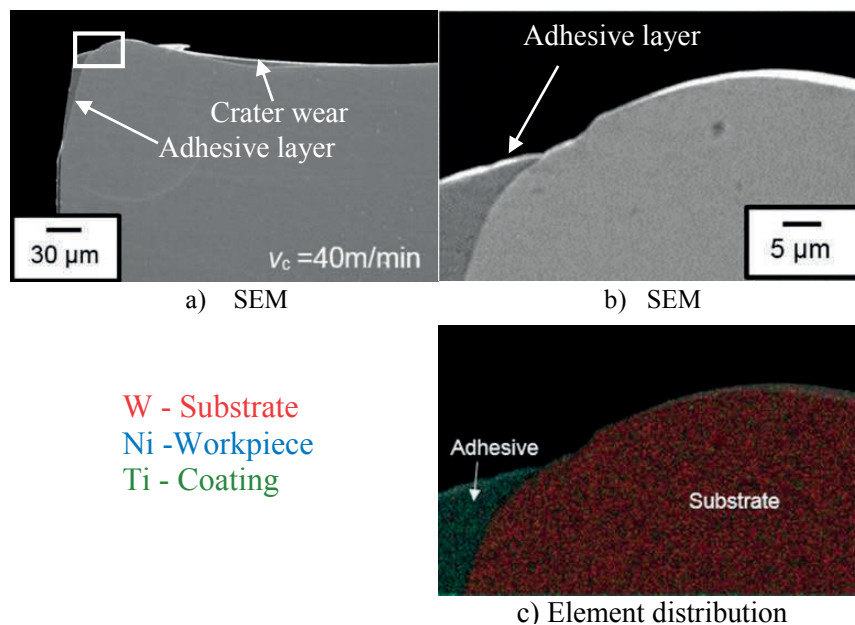 Crater wear
Adhesive layer
30 µm
vc =40m/min
a) SEM
Adhesive layer
5 µm
b) SEM
W - Substrate
Ni -Workpiece
Ti - Coating
Adhesive
Substrate
c) Element distribution